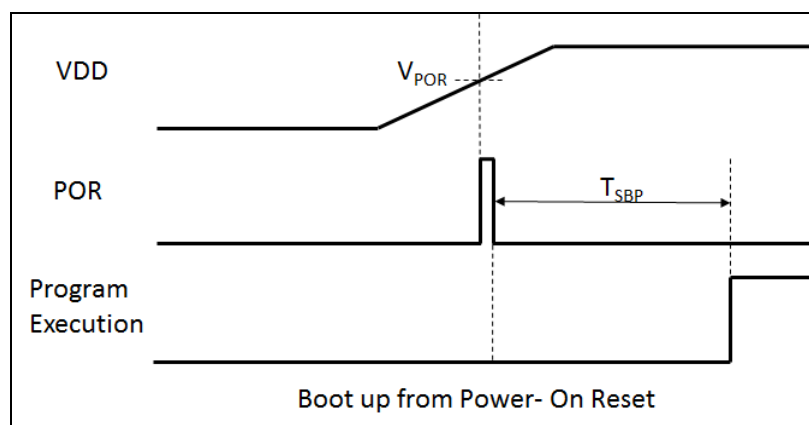 VDD
VPOR
POR
TSBP
Program
Execution
Boot up from Power- On Reset